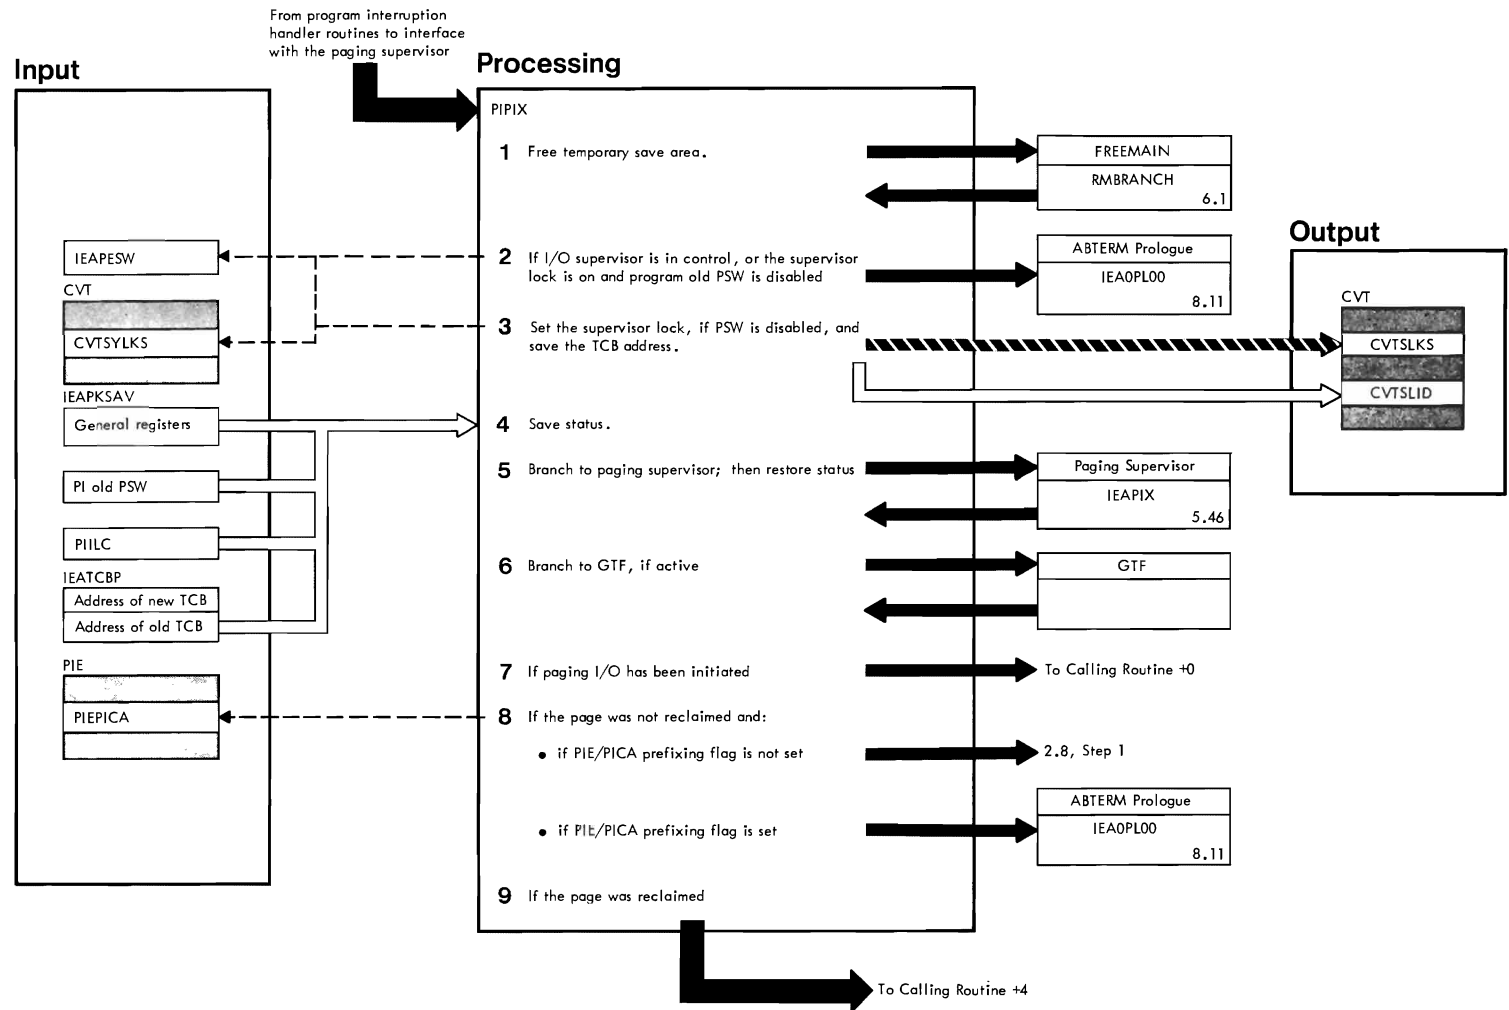 From program interruption
handler routines to interface
with the paging supervisor
Input
Processing
Output
PIPIX
1 Free temporary save area.
FREEMAIN
RMBRANCH
6.1
IEAPESW
2 If I/O supervisor is in control, or the supervisor
lock is on and program old PSW is disabled
ABTERM Prologue
IEA0PL00
8.11
CVT
CVTSYLKS
3 Set the supervisor lock, if PSW is disabled, and
save the TCB address.
CVT
CVTSLKS
CVTSLID
IEAPKSAV
General registers
4 Save status.
PI old PSW
5 Branch to paging supervisor; then restore status
Paging Supervisor
IEAPIX
5.46
PIILC
6 Branch to GTF, if active
GTF
IEATCBP
Address of new TCB
Address of old TCB
7 If paging I/O has been initiated
To Calling Routine +0
PIE
PIEPICA
8 If the page was not reclaimed and:
• if PIE/PICA prefixing flag is not set
2.8, Step 1
• if PIE/PICA prefixing flag is set
ABTERM Prologue
IEA0PL00
8.11
9 If the page was reclaimed
To Calling Routine +4